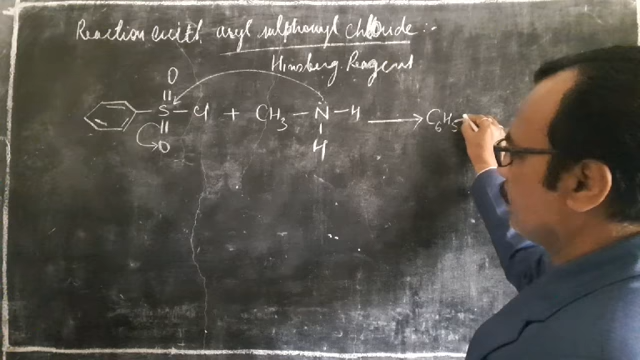 Reaction with aryl sulphonyl chloride :-
Hinsberg Reagent
O
S - Cl + CH3 - N - H → C6H5
O H